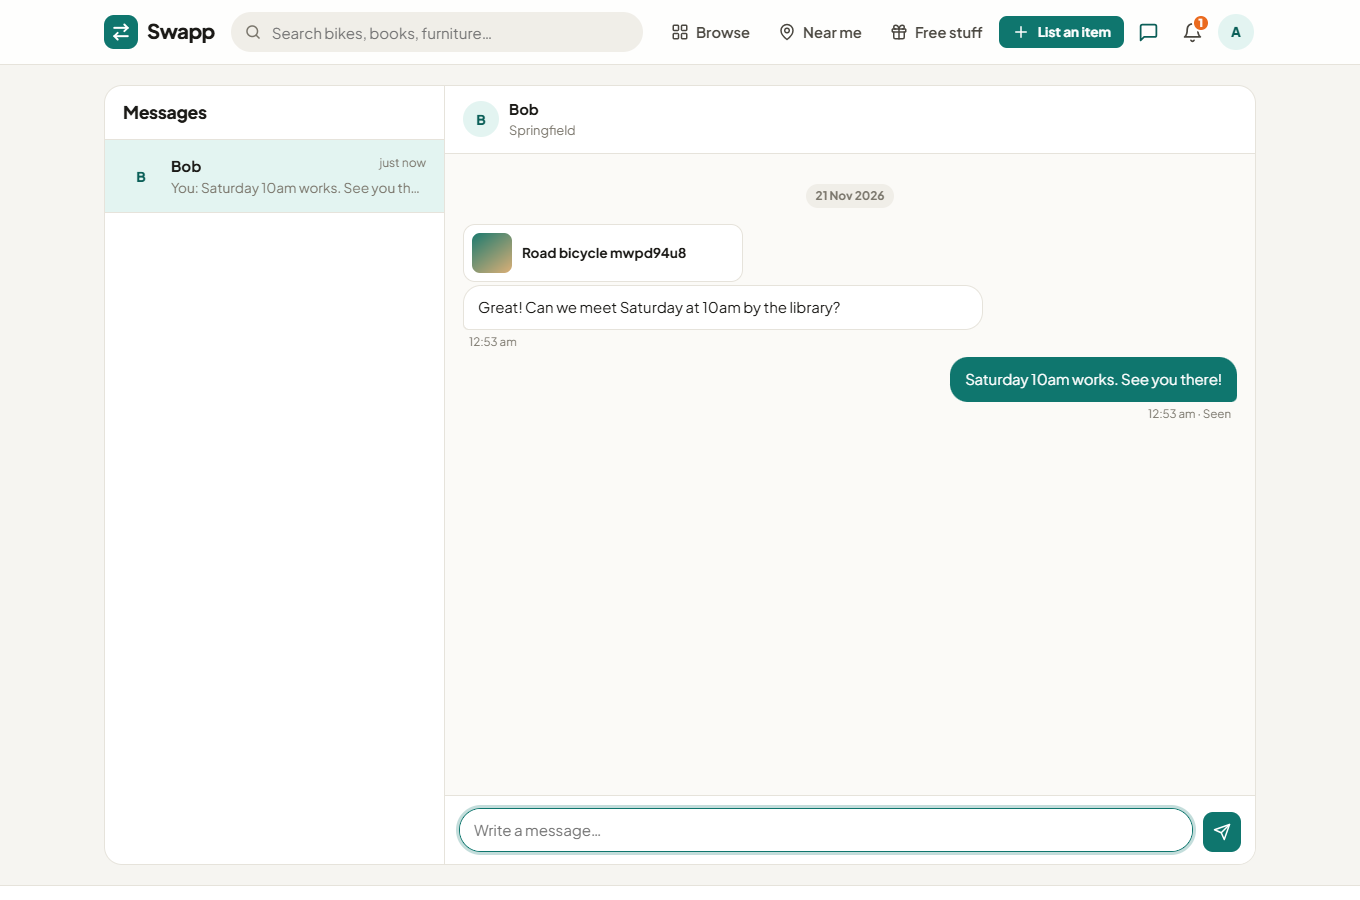 Swapp
Search bikes, books, furniture...
Browse
Near me
Free stuff
List an item
1
A
Messages
B
Bob
just now
You: Saturday 10am works. See you th...
B
Bob
Springfield
21 Nov 2026
Road bicycle mwpd94u8
Great! Can we meet Saturday at 10am by the library?
12:53 am
Saturday 10am works. See you there!
12:53 am · Seen
Write a message...